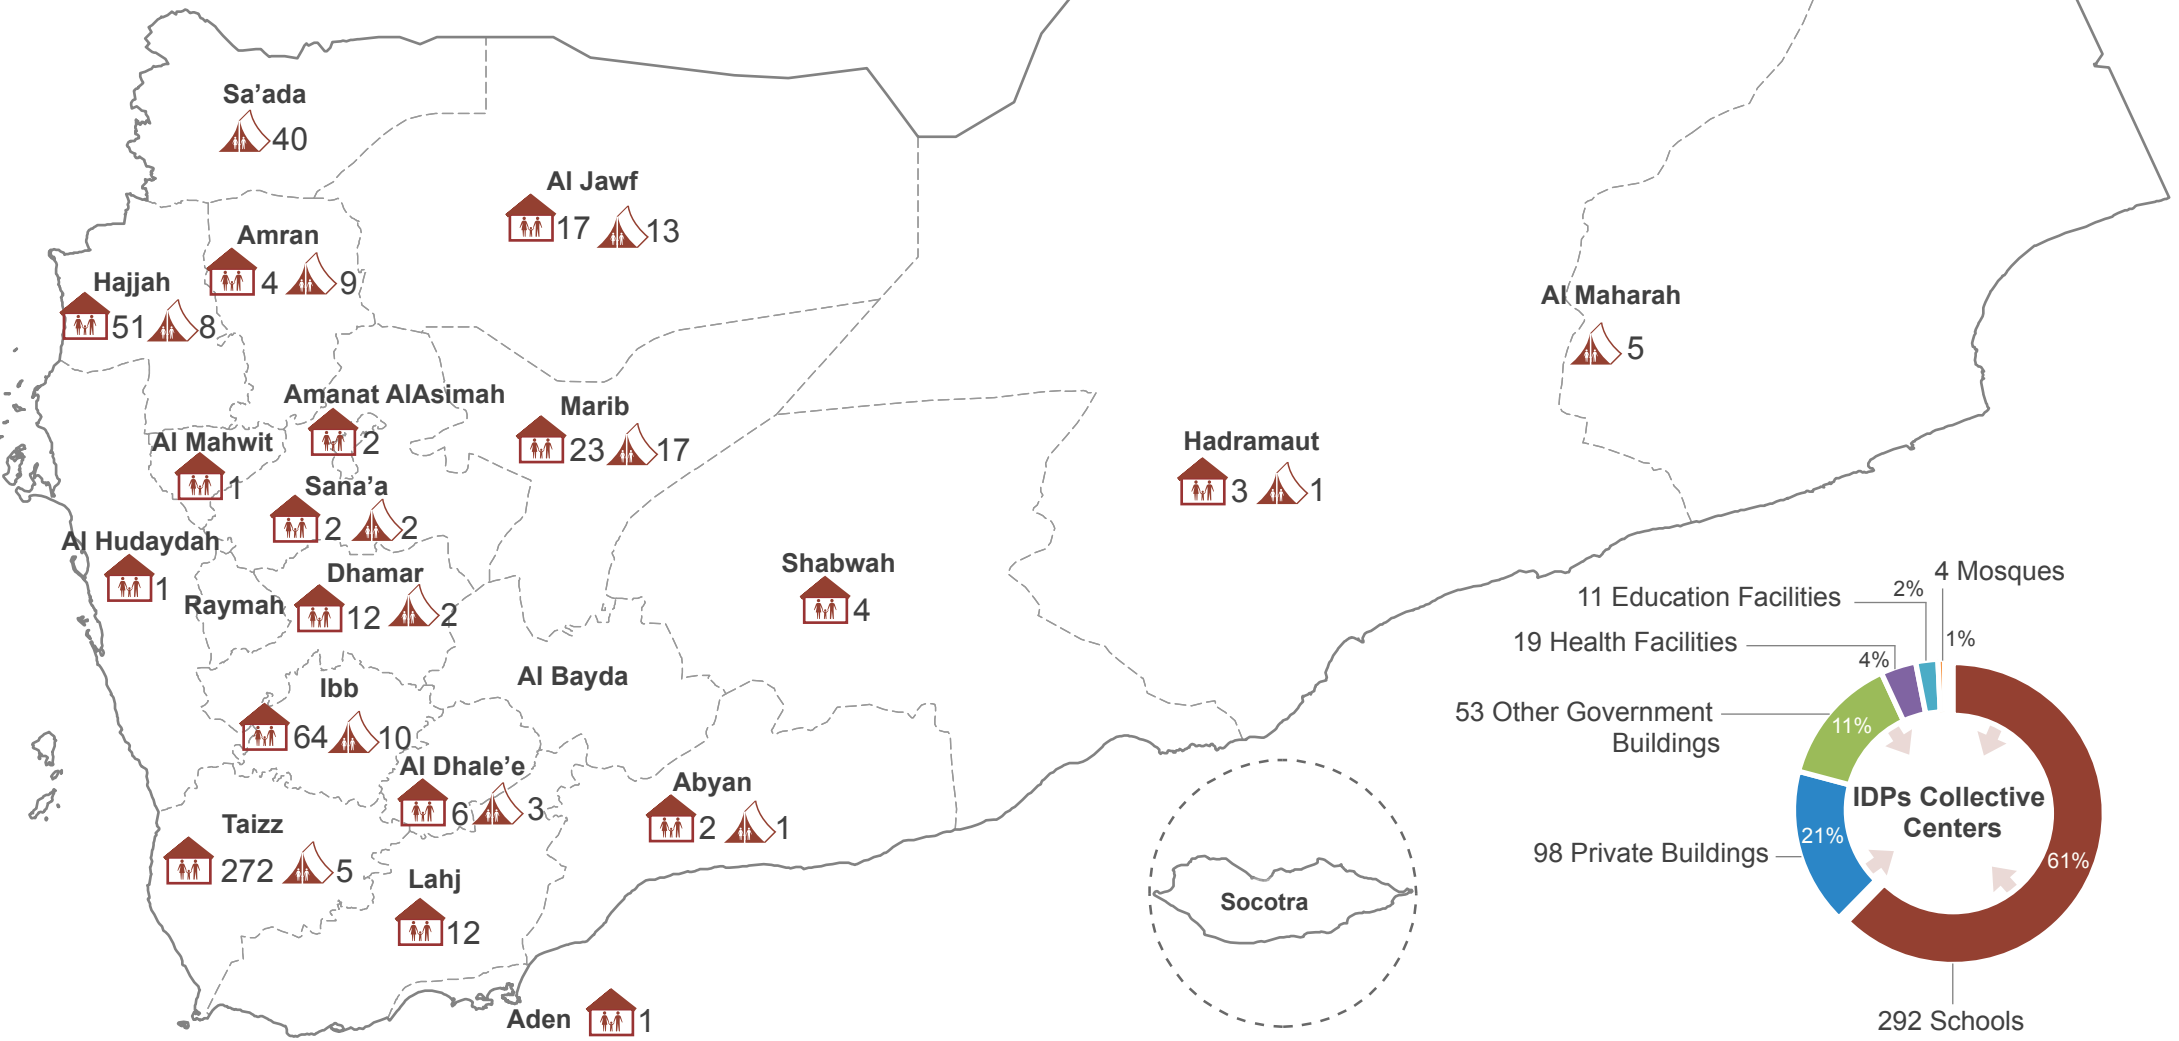 Sa’ada
40
Al Jawf
17 13
Amran
4 9
Hajjah
51 8
Al Maharah
5
Amanat AlAsimah
2
Marib
23 17
Al Mahwit
1
Hadramaut
3 1
Sana’a
2 2
Al Hudaydah
1
Shabwah
4
Dhamar
12 2
Raymah
Al Bayda
Ibb
64 10
Al Dhale’e
6 3
Abyan
2 1
Taizz
272 5
Lahj
12
Aden 1
Socotra
4 Mosques
1%
11 Education Facilities
2%
19 Health Facilities
4%
53 Other Government
Buildings
11%
98 Private Buildings
21%
IDPs Collective
Centers
61%
292 Schools